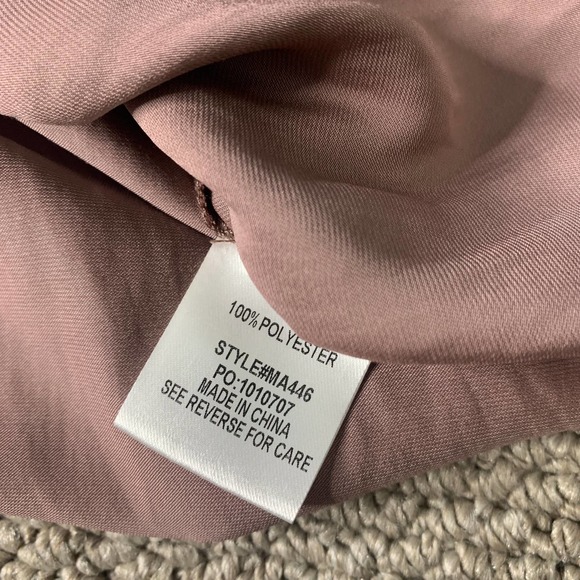 100% POLYESTER
STYLE#MA446
PO:1010707
MADE IN CHINA
SEE REVERSE FOR CARE